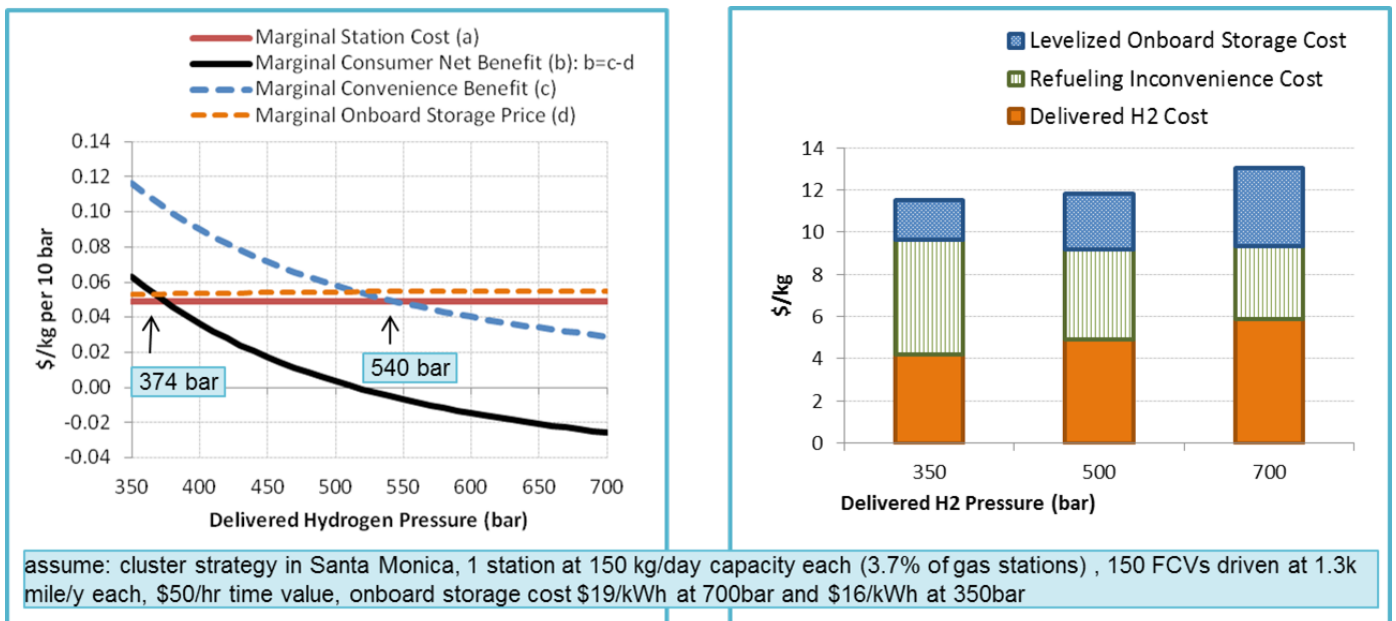 Marginal Station Cost (a)
Marginal Consumer Net Benefit (b): b=c-d
Marginal Convenience Benefit (c)
Marginal Onboard Storage Price (d)
$/kg per 10 bar
0.14
0.12
0.10
0.08
0.06
0.04
0.02
0.00
-0.02
-0.04
374 bar
540 bar
350 400 450 500 550 600 650 700
Delivered Hydrogen Pressure (bar)
Levelized Onboard Storage Cost
Refueling Inconvenience Cost
Delivered H2 Cost
$/kg
14
12
10
8
6
4
2
0
350 500 700
Delivered H2 Pressure (bar)
assume: cluster strategy in Santa Monica, 1 station at 150 kg/day capacity each (3.7% of gas stations) , 150 FCVs driven at 1.3k
mile/y each, $50/hr time value, onboard storage cost $19/kWh at 700bar and $16/kWh at 350bar